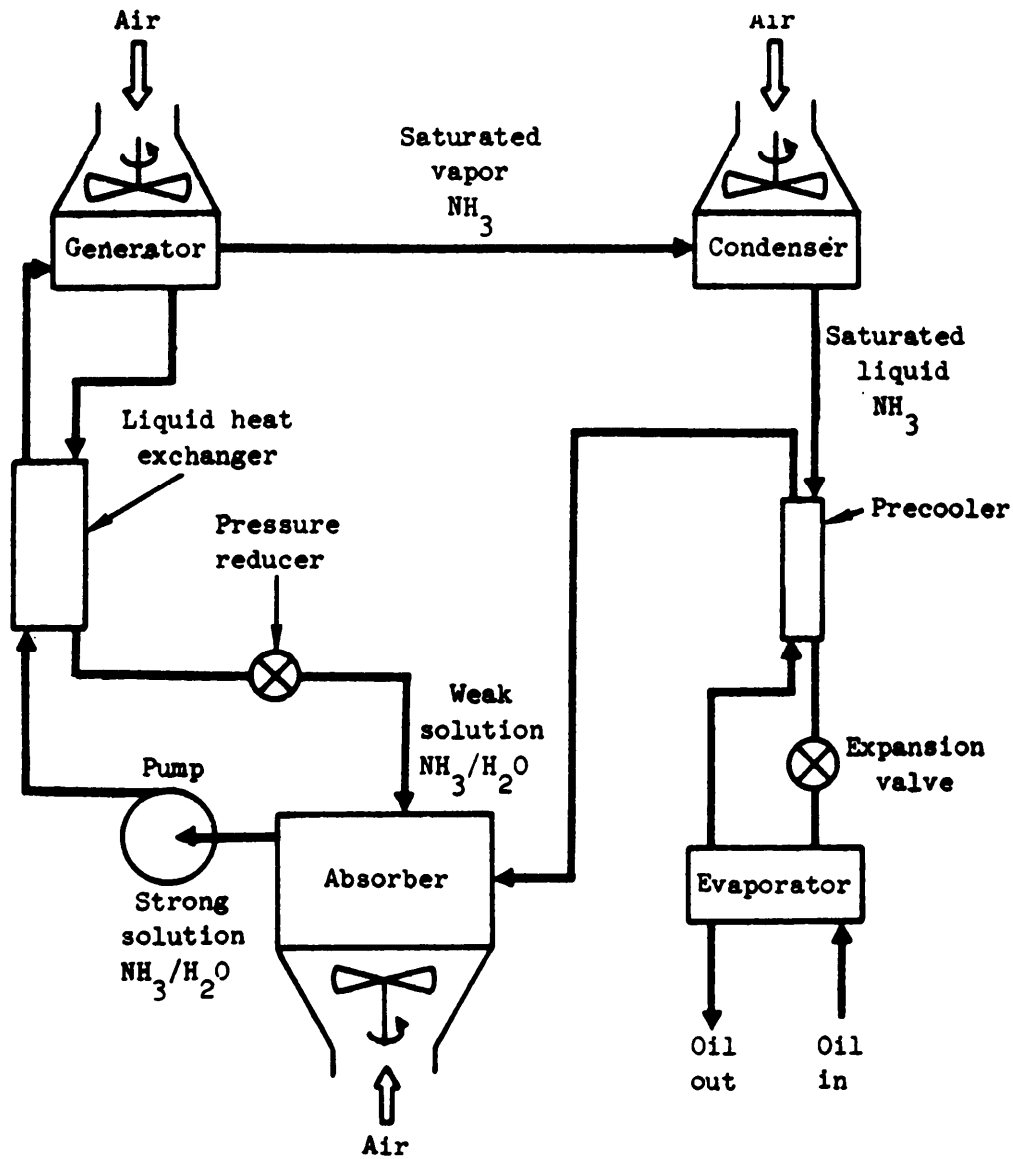 Air
Air
Saturated
vapor
NH3
Generator
Condenser
Saturated
liquid
NH3
Liquid heat
exchanger
Precooler
Pressure
reducer
Weak
solution
NH3/H2O
Expansion
valve
Pump
Absorber
Evaporator
Strong
solution
NH3/H2O
Oil
out
Oil
in
Air